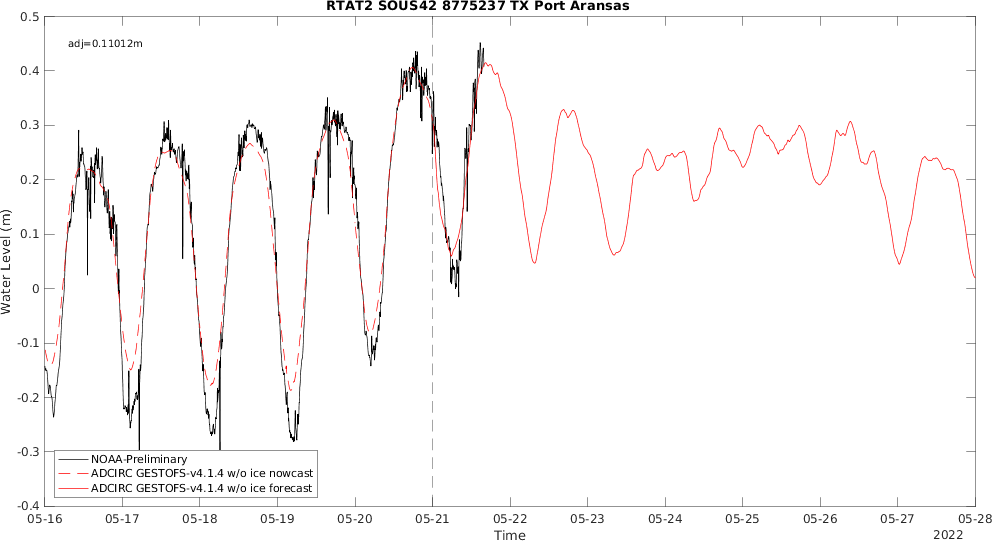 RTAT2 SOUS42 8775237 TX Port Aransas
adj=0.11012m
0.5
0.4
0.3
0.2
0.1
0
-0.1
-0.2
-0.3
-0.4
Water Level (m)
NOAA-Preliminary
ADCIRC GESTOFS-v4.1.4 w/o ice nowcast
ADCIRC GESTOFS-v4.1.4 w/o ice forecast
05-16 05-17 05-18 05-19 05-20 05-21 05-22 05-23 05-24 05-25 05-26 05-27 05-28
Time
2022